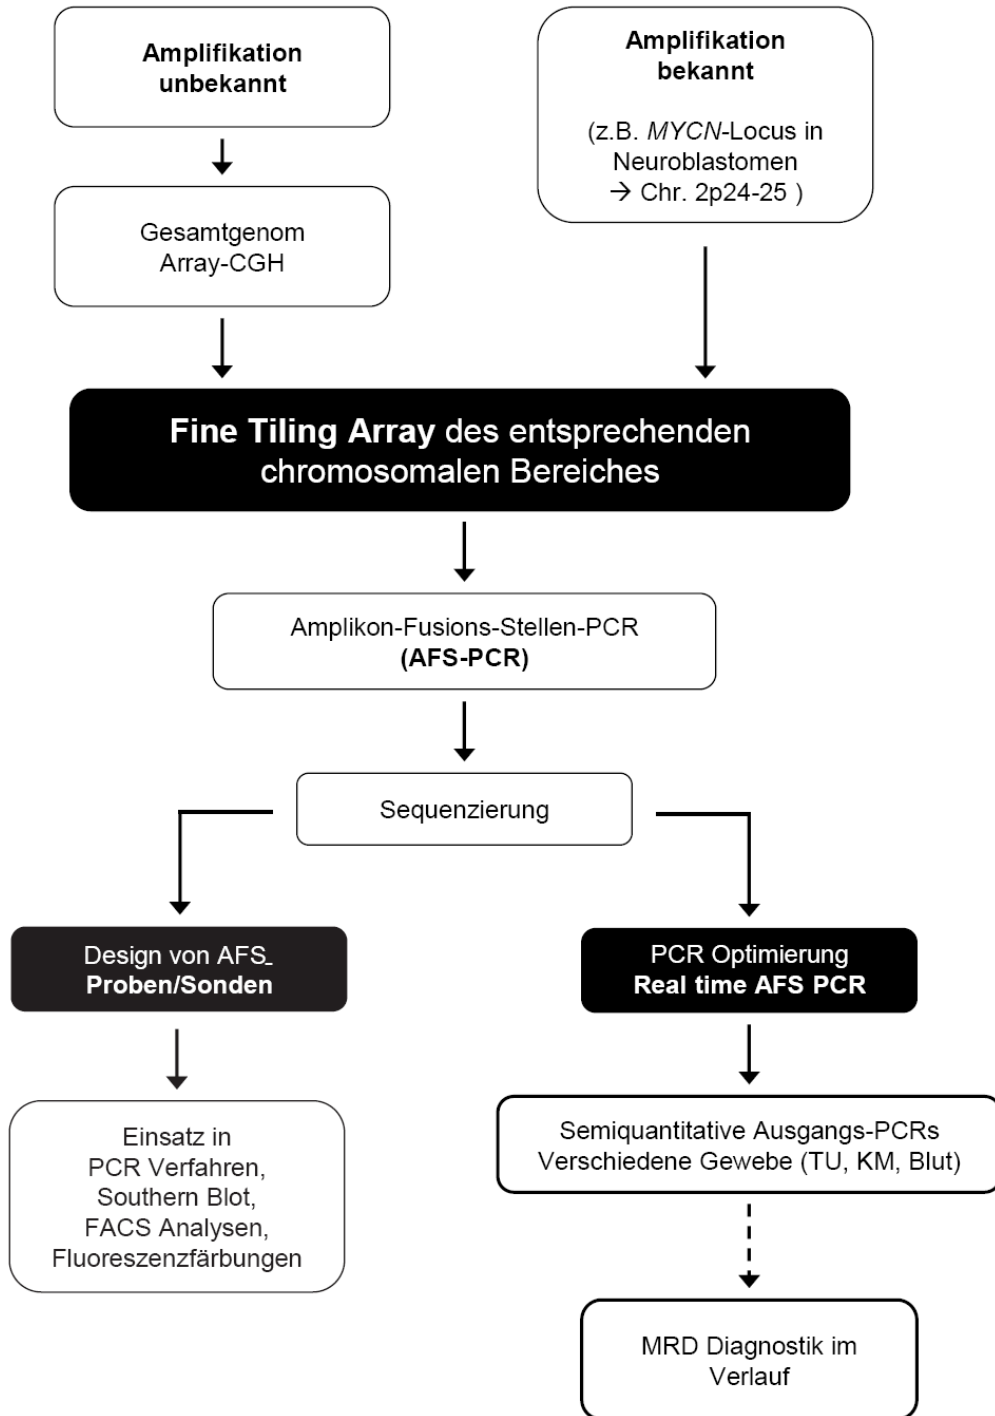 Amplifikation
unbekannt
Amplifikation
bekannt
(z.B. MYCN-Locus in
Neuroblastomen
→ Chr. 2p24-25 )
Gesamtgenom
Array-CGH
Fine Tiling Array des entsprechenden
chromosomalen Bereiches
Amplikon-Fusions-Stellen-PCR
(AFS-PCR)
Sequenzierung
Design von AFS_
Proben/Sonden
PCR Optimierung
Real time AFS PCR
Einsatz in
PCR Verfahren,
Southern Blot,
FACS Analysen,
Fluoreszenzfärbungen
Semiquantitative Ausgangs-PCRs
Verschiedene Gewebe (TU, KM, Blut)
MRD Diagnostik im
Verlauf